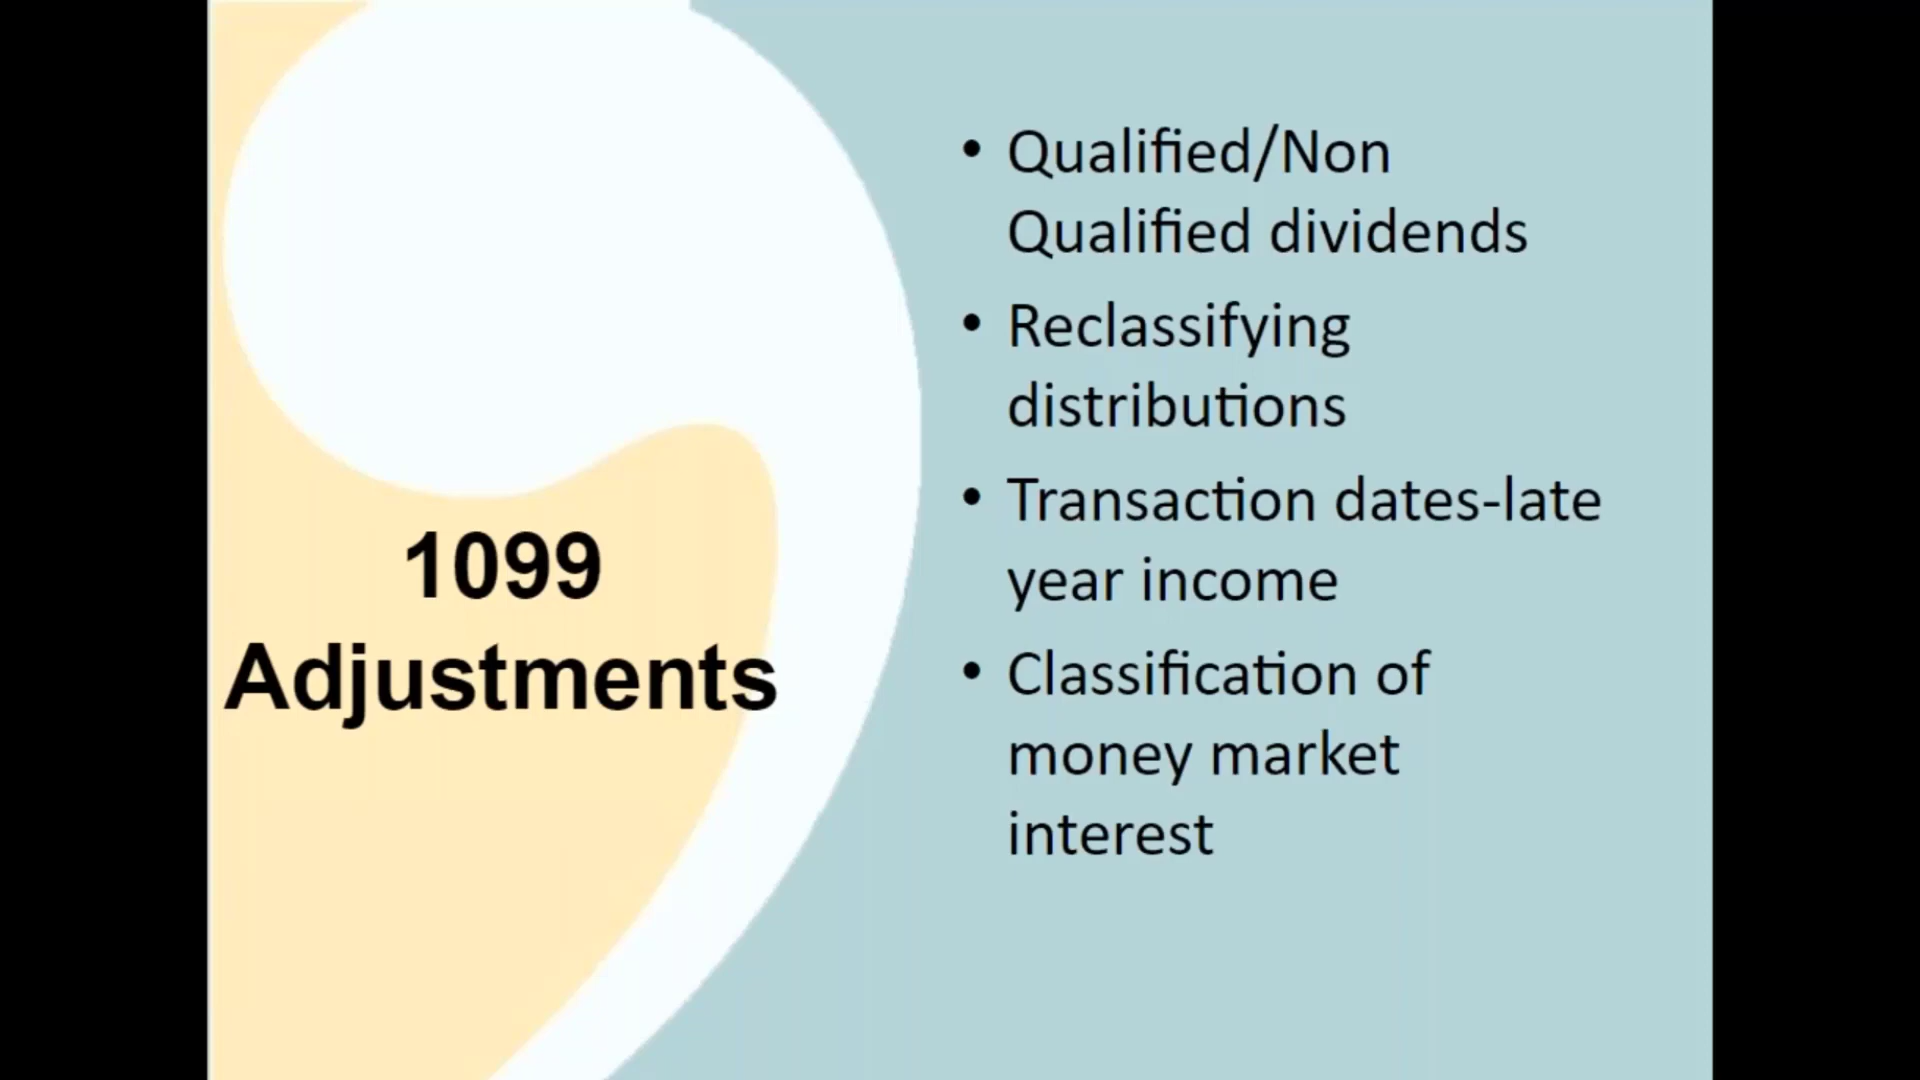 1099
Adjustments
• Qualified/Non
Qualified dividends
• Reclassifying
distributions
• Transaction dates-late
year income
• Classification of
money market
interest